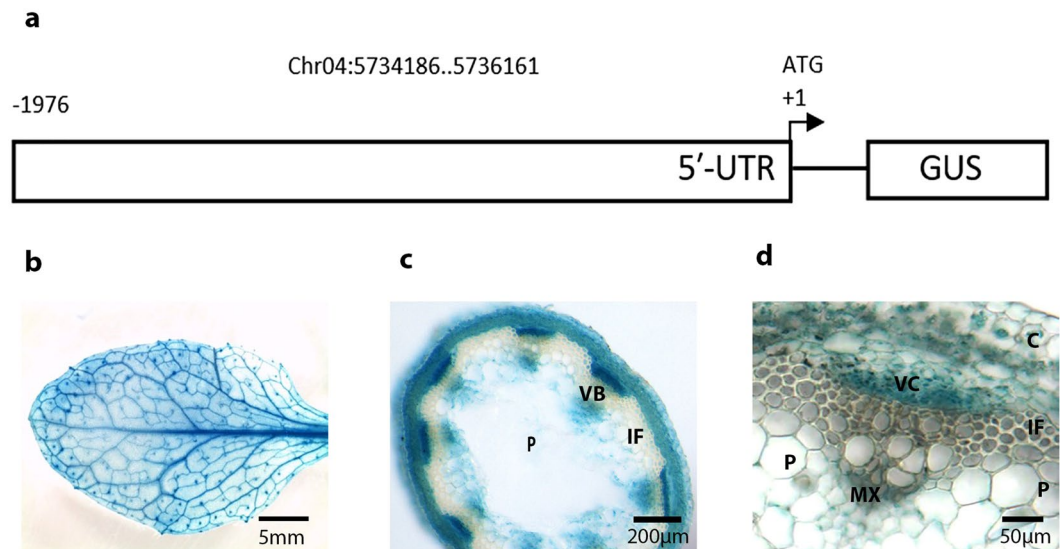 a
Chr04:5734186..5736161
ATG
-1976
+1
5′-UTR
GUS
b
c
d
5mm
VB
IF
P
200μm
C
VC
IF
P
P
MX
50μm